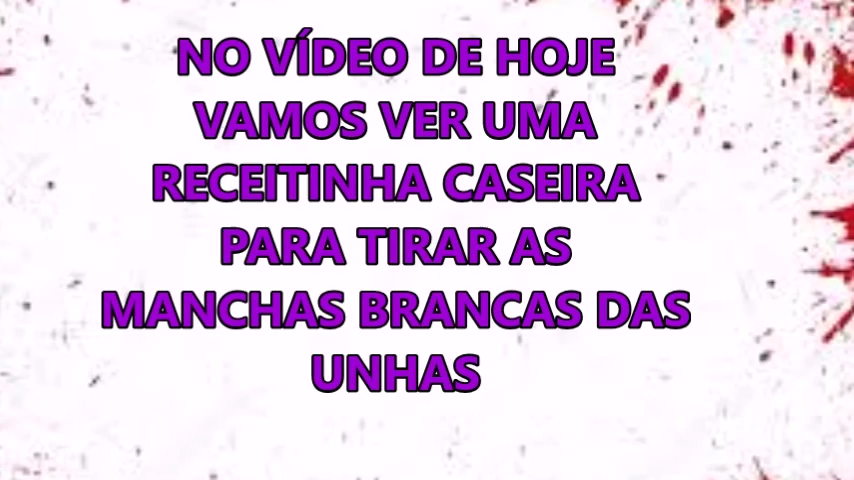 NO VÍDEO DE HOJE
VAMOS VER UMA
RECEITINHA CASEIRA
PARA TIRAR AS
MANCHAS BRANCAS DAS
UNHAS